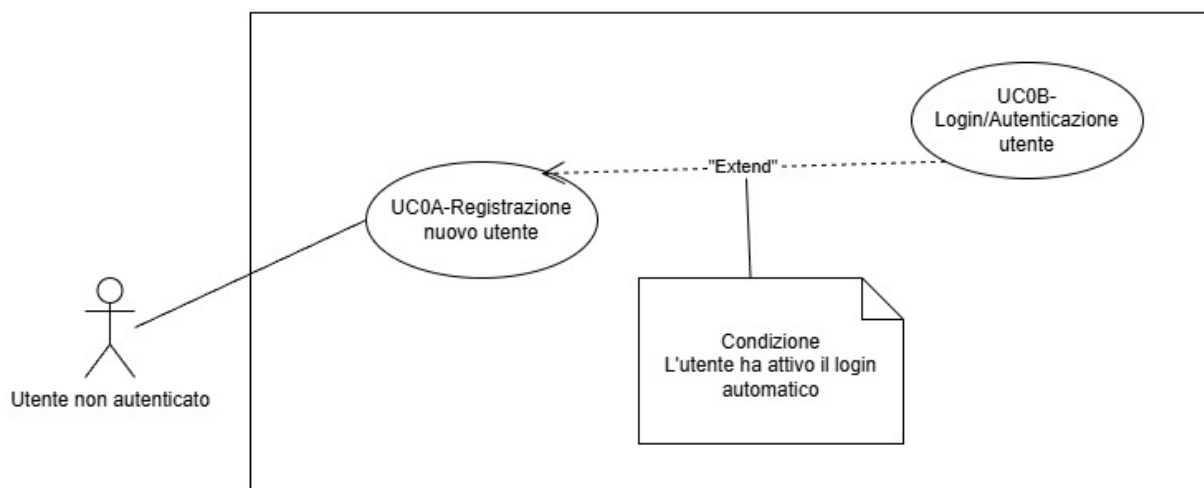 UC0B-
Login/Autenticazione
utente
"Extend"
UC0A-Registrazione
nuovo utente
Condizione
L'utente ha attivo il login
automatico
Utente non autenticato